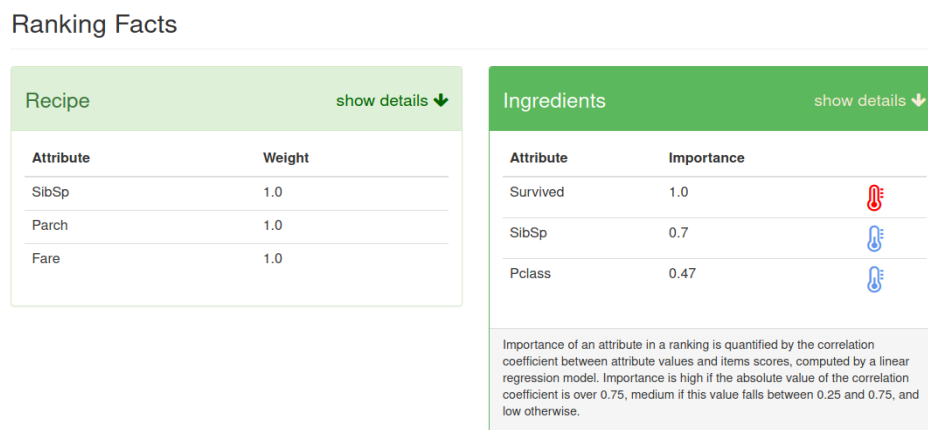 Ranking Facts
Recipe show details
Attribute Weight
SibSp 1.0
Parch 1.0
Fare 1.0
Ingredients show details
Attribute Importance
Survived 1.0
SibSp 0.7
Pclass 0.47
Importance of an attribute in a ranking is quantified by the correlation
coefficient between attribute values and items scores, computed by a linear
regression model. Importance is high if the absolute value of the correlation
coefficient is over 0.75, medium if this value falls between 0.25 and 0.75, and
low otherwise.